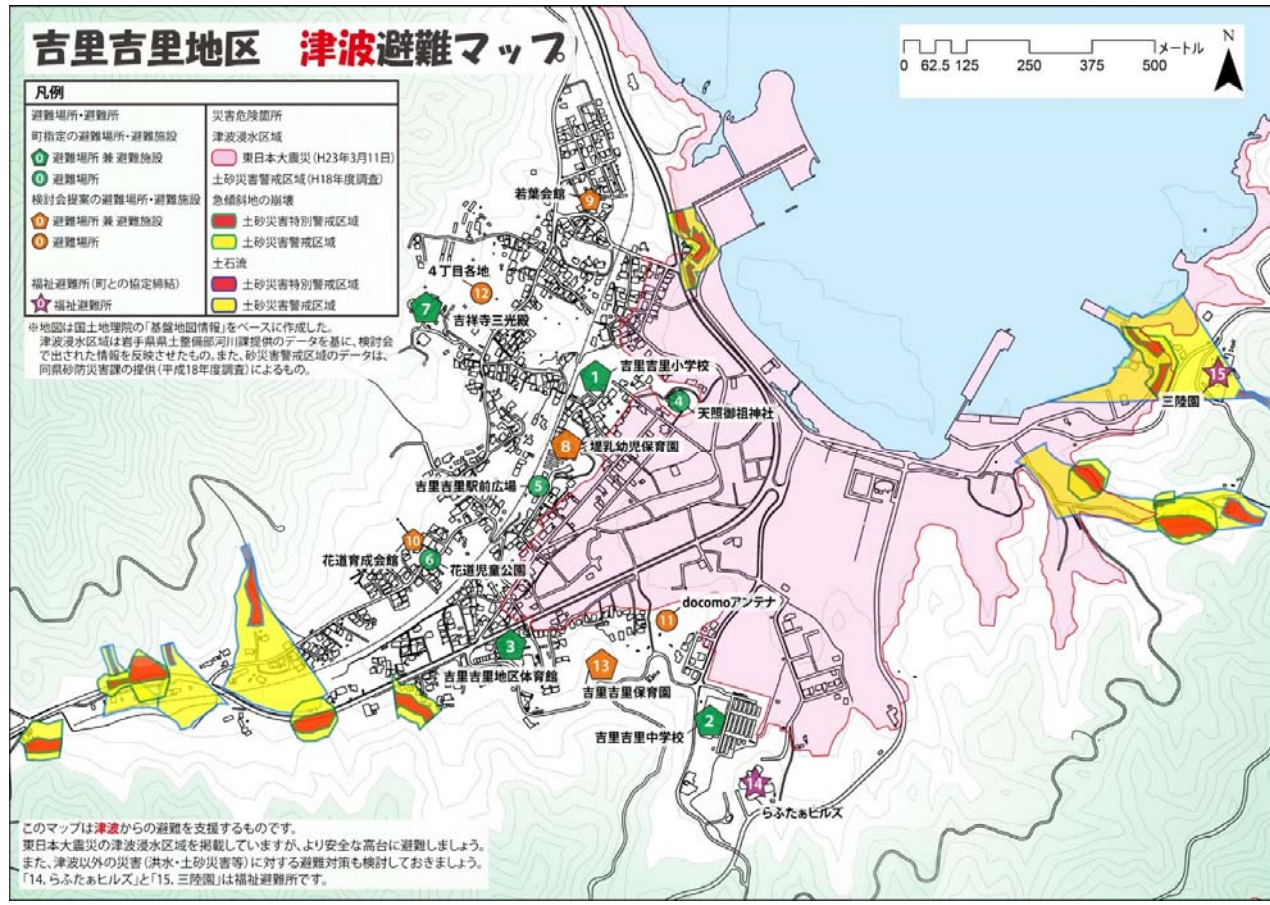 吉里吉里地区 津波避難マップ
0 62.5 125 250 375 500 メートル
N
凡例
避難場所・避難所
町指定の避難場所・避難施設
0 避難場所 兼 避難施設
0 避難場所
検討会提案の避難場所・避難施設
0 避難場所 兼 避難施設
0 避難場所
福祉避難所(町との協定締結)
0 福祉避難所
災害危険箇所
津波浸水区域
東日本大震災(H23年3月11日)
土砂災害警戒区域(H18年度調査)
急傾斜地の崩壊
土砂災害特別警戒区域
土砂災害警戒区域
土石流
土砂災害特別警戒区域
土砂災害警戒区域
※地図は国土地理院の「基盤地図情報」をベースに作成した。
津波浸水区域は岩手県県土整備部河川課提供のデータを基に、検討会
で出された情報を反映させたもの。また、砂災害警戒区域のデータは、
同県砂防災害課の提供(平成18年度調査)によるもの。
若葉会館
9
4丁目各地
12
7
吉祥寺三光殿
1
吉里吉里小学校
4
天照御祖神社
15
三陸園
8
堤乳幼児保育園
吉里吉里駅前広場
5
10
花道育成会館
6
花道児童公園
docomoアンテナ
11
3
吉里吉里地区体育館
13
吉里吉里保育園
2
吉里吉里中学校
14
らふたぁヒルズ
このマップは津波からの避難を支援するものです。
東日本大震災の津波浸水区域を掲載していますが、より安全な高台に避難しましょう。
また、津波以外の災害(洪水・土砂災害等)に対する避難対策も検討しておきましょう。
「14. らふたぁヒルズ」と「15. 三陸園」は福祉避難所です。